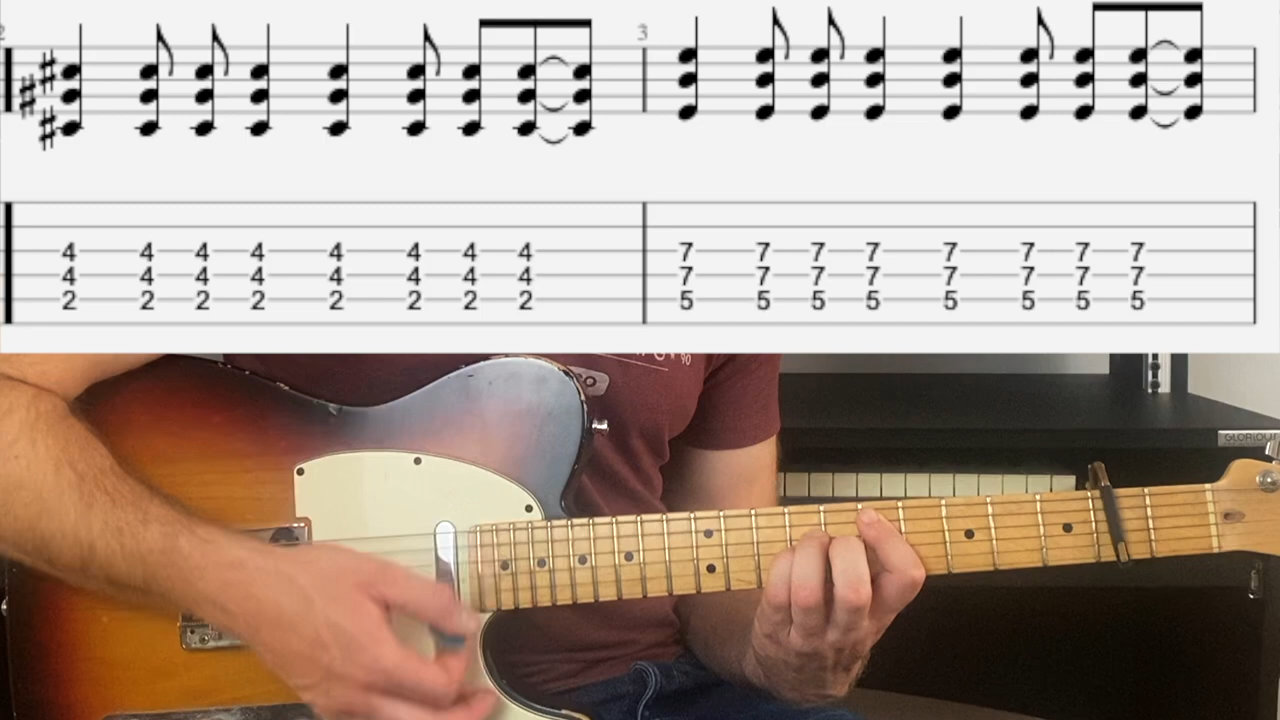 2 3
4 4 4 4 4 4 4 4 7 7 7 7 7 7 7 7
4 4 4 4 4 4 4 4 7 7 7 7 7 7 7 7
2 2 2 2 2 2 2 2 5 5 5 5 5 5 5 5
90
GLORIOUS